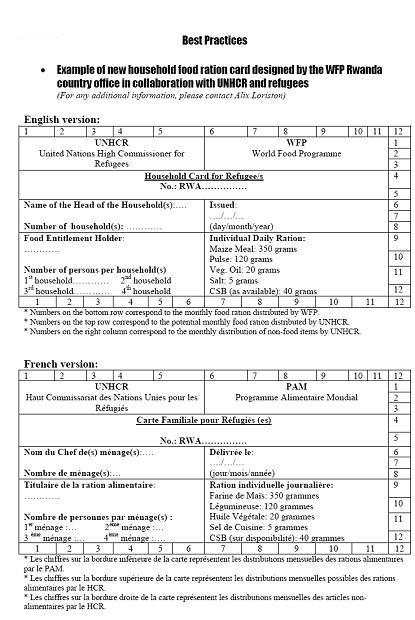 Best Practices
• Example of new household food ration card designed by the WFP Rwanda
country office in collaboration with UNHCR and refugees
(For any additional information, please contact Alix Loriston)
English version:
1 2 3 4 5 6 7 8 9 10 11 12
UNHCR WFP 1
United Nations High Commissioner for World Food Programme 2
Refugees 3
Household Card for Refugee/s 4
No.: RWA…………… 5
Name of the Head of the Household(s):…. Issued: 6
…./…/… 7
Number of household(s): ………… (day/month/year) 8
Food Entitlement Holder: Individual Daily Ration: 9
………… Maize Meal: 350 grams
Pulse: 120 grams 10
Number of persons per household(s) Veg. Oil: 20 grams 11
1st household………… 2nd household Salt: 5 grams
3rd household………… 4th household CSB (as available): 40 grams 12
1 2 3 4 5 6 7 8 9 10 11 12
* Numbers on the bottom row correspond to the monthly food ration distributed by WFP.
* Numbers on the top row correspond to the potential monthly food ration distributed by UNHCR.
* Numbers on the right column correspond to the monthly distribution of non-food items by UNHCR.
French version:
1 2 3 4 5 6 7 8 9 10 11 12
UNHCR PAM 1
Haut Commissariat des Nations Unies pour les Programme Alimentaire Mondial 2
Réfugiés 3
Carte Familiale pour Réfugiés (es) 4
No.: RWA…………… 5
Nom du Chef de(s) ménage(s):…. Délivrée le: 6
…./…/… 7
Nombre de ménage(s):… (jour/mois/année) 8
Titulaire de la ration alimentaire: Ration individuelle journalière: 9
………… Farine de Maïs: 350 grammes
Légumineuse: 120 grammes 10
Nombre de personnes par ménage(s) : Huile Végétale: 20 grammes 11
1er ménage :… 2ème ménage :… Sel de Cuisine: 5 grammes
3 ème ménage :… 4ème ménage :… CSB (sur disponibilité): 40 grammes 12
1 2 3 4 5 6 7 8 9 10 11 12
* Les chiffres sur la bordure inférieure de la carte représentent les distributions mensuelles des rations alimentaires
par le PAM.
* Les chiffres sur la bordure supérieure de la carte représentent les distributions mensuelles possibles des rations
alimentaires par le HCR.
* Les chiffres sur la bordure droite de la carte représentent les distributions mensuelles des articles non-
alimentaires par le HCR.